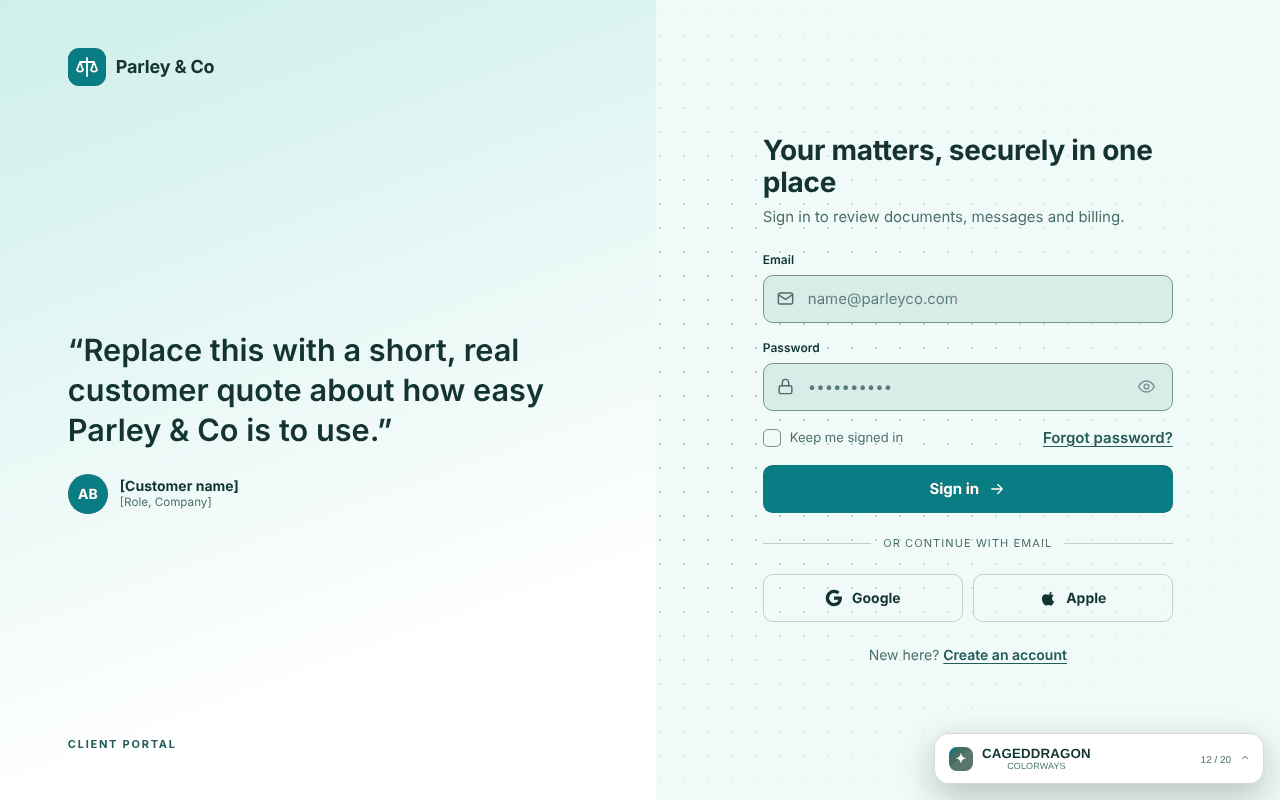 Parley & Co
“Replace this with a short, real
customer quote about how easy
Parley & Co is to use.”
AB
[Customer name]
[Role, Company]
CLIENT PORTAL
Your matters, securely in one
place
Sign in to review documents, messages and billing.
Email
name@parleyco.com
Password
••••••••••
Keep me signed in
Forgot password?
Sign in
OR CONTINUE WITH EMAIL
Google
Apple
New here? Create an account
CAGEDDRAGON
COLORWAYS
12 / 20